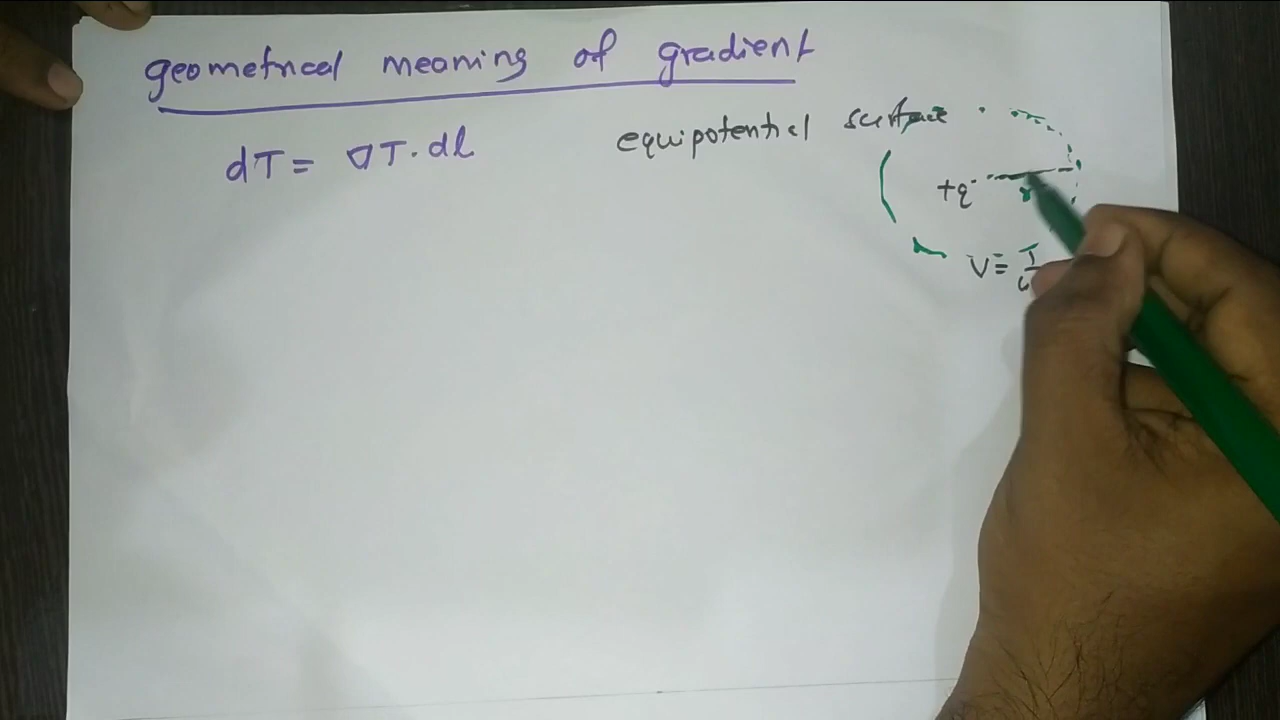 geometrical meaning of gradient
dT = ∇T . dl
equipotential surface
+q
r
V =